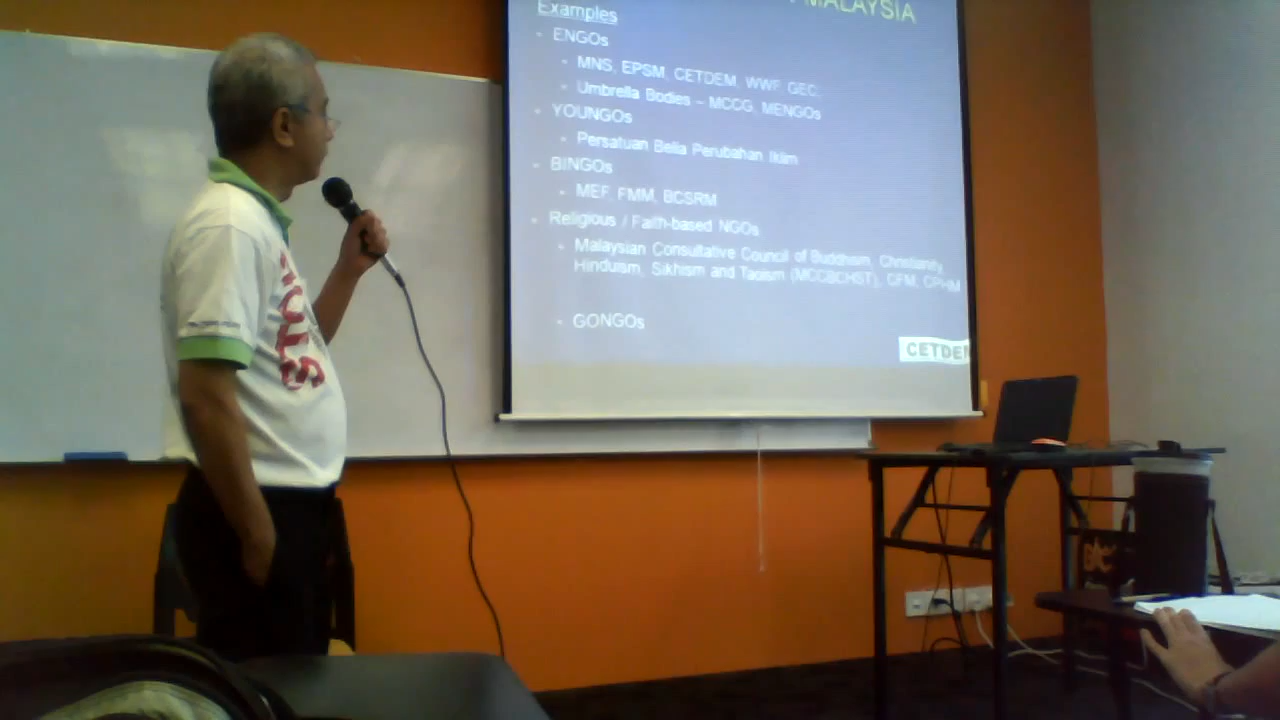 MALAYSIA
Examples
ENGOs
MNS, EPSM, CETDEM, WWF, GEC,
Umbrella Bodies – MCCG, MENGOs
YOUNGOs
Persatuan Belia Perubahan Iklim
BINGOs
MEF, FMM, BCSRM
Religious / Faith-based NGOs
Malaysian Consultative Council of Buddhism, Christianity,
Hinduism, Sikhism and Taoism (MCCBCHST), CFM, CPHM
GONGOs
CETDEM